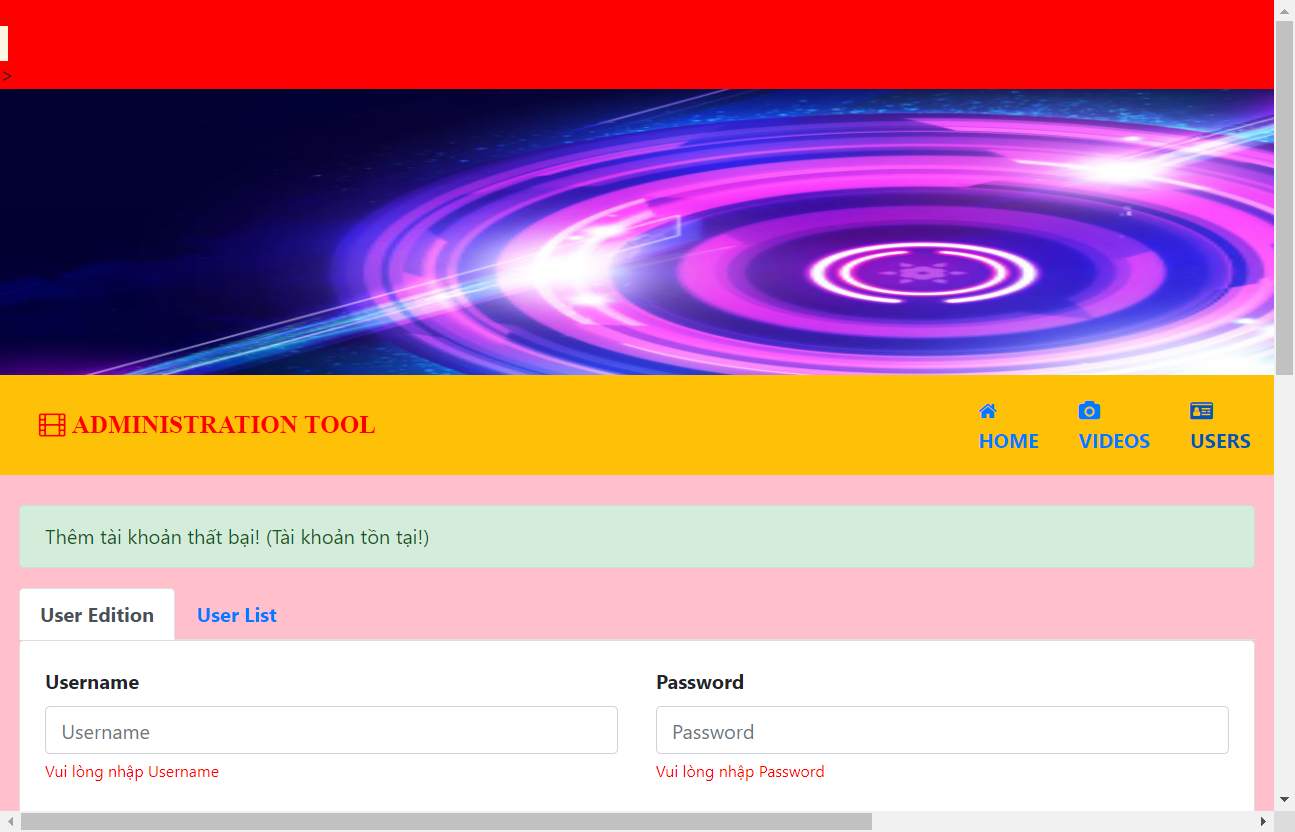 >
ADMINISTRATION TOOL
HOME
VIDEOS
USERS
Thêm tài khoản thất bại! (Tài khoản tồn tại!)
User Edition
User List
Username
Password
Username
Password
Vui lòng nhập Username
Vui lòng nhập Password